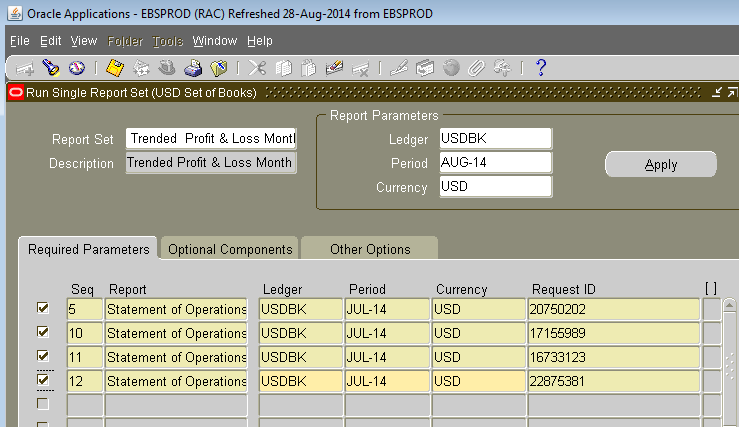 Oracle Applications - EBSPROD (RAC) Refreshed 28-Aug-2014 from EBSPROD
File Edit View Folder Tools Window Help
Run Single Report Set (USD Set of Books)
Report Parameters
Report Set Trended Profit & Loss Montl Ledger USDBK
Description Trended Profit & Loss Month Period AUG-14 Apply
Currency USD
Required Parameters Optional Components Other Options
Seq Report Ledger Period Currency Request ID [ ]
5 Statement of Operations USDBK JUL-14 USD 20750202
10 Statement of Operations USDBK JUL-14 USD 17155989
11 Statement of Operations USDBK JUL-14 USD 16733123
12 Statement of Operations USDBK JUL-14 USD 22875381